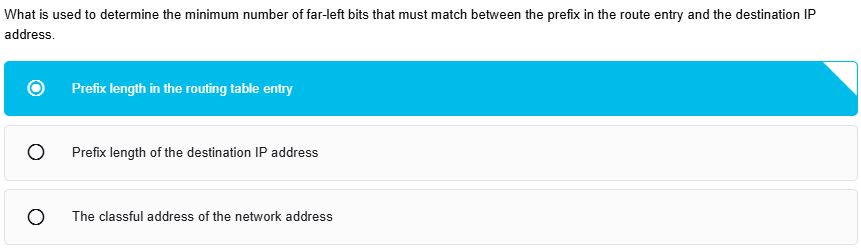 What is used to determine the minimum number of far-left bits that must match between the prefix in the route entry and the destination IP
address.
Prefix length in the routing table entry
Prefix length of the destination IP address
The classful address of the network address